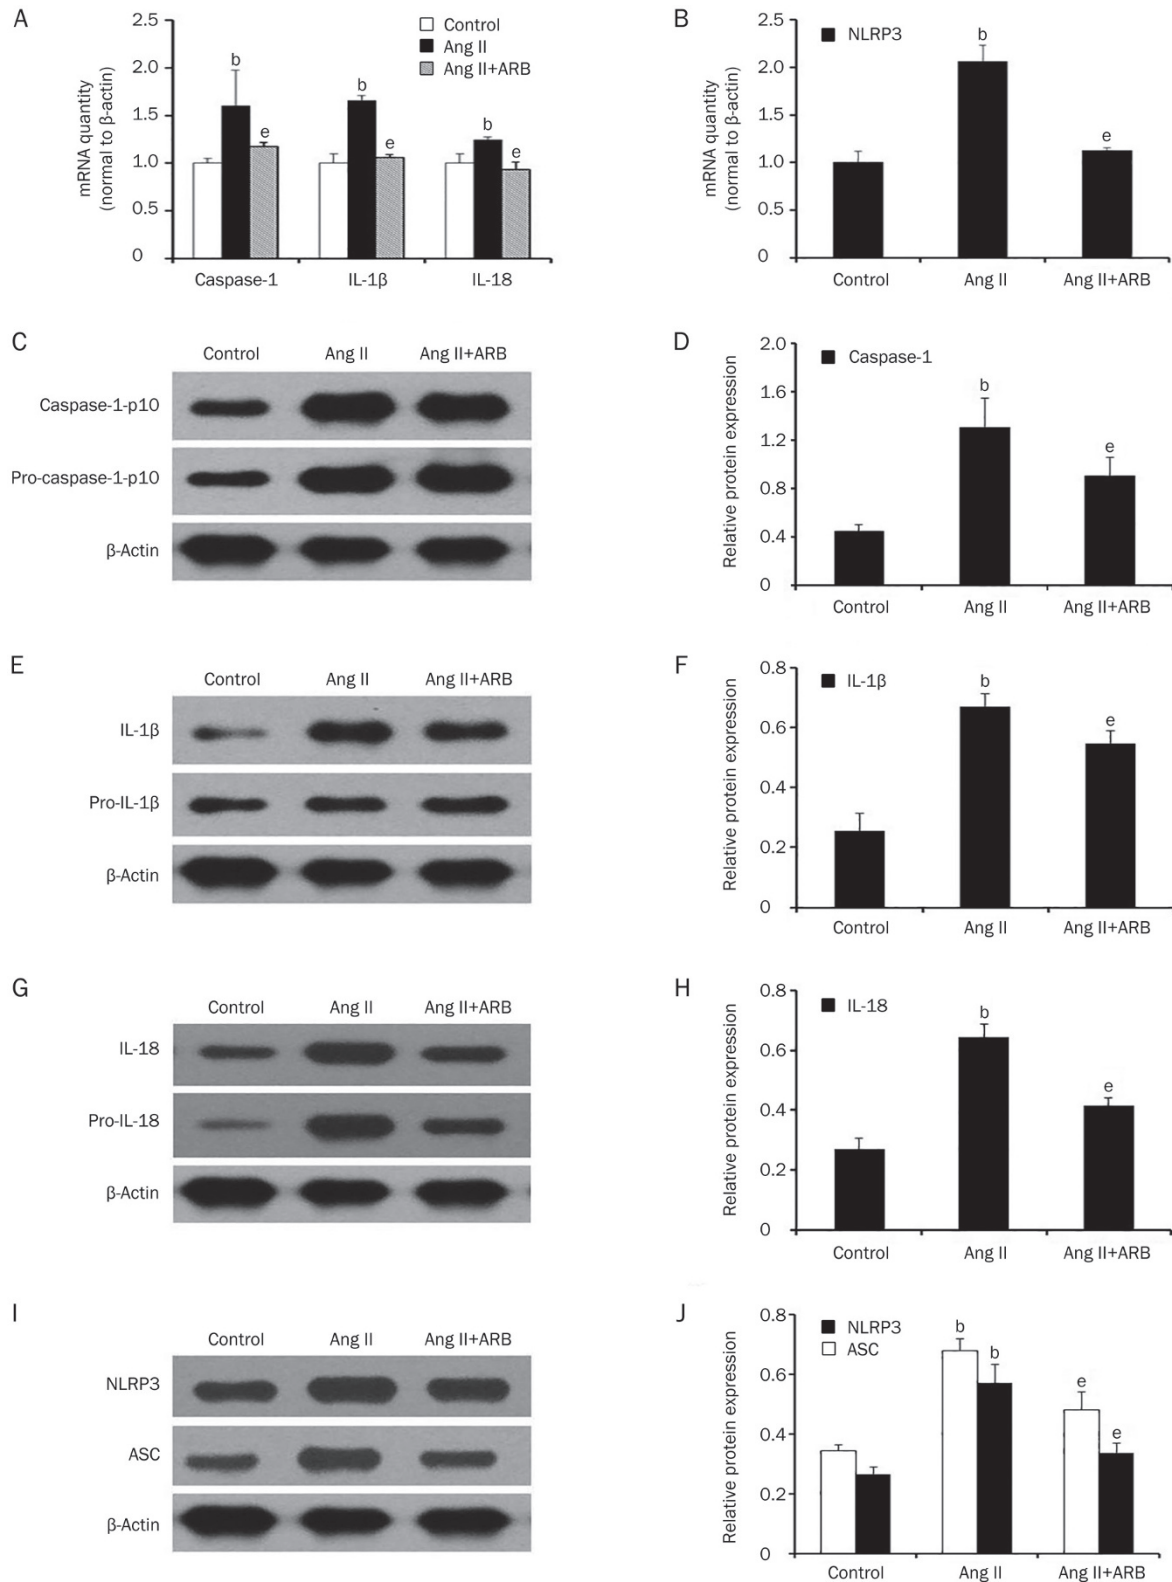 A
2.5
2.0
1.5
1.0
0.5
0
mRNA quantity
(normal to β-actin)
Control
Ang II
Ang II+ARB
b
e
b
e
b
e
Caspase-1
IL-1β
IL-18
B
2.5
2.0
1.5
1.0
0.5
0
mRNA quantity
(normal to β-actin)
NLRP3
b
e
Control
Ang II
Ang II+ARB
C
Control
Ang II
Ang II+ARB
Caspase-1-p10
Pro-caspase-1-p10
β-Actin
D
2.0
1.6
1.2
0.8
0.4
0
Relative protein expression
Caspase-1
b
e
Control
Ang II
Ang II+ARB
E
Control
Ang II
Ang II+ARB
IL-1β
Pro-IL-1β
β-Actin
F
0.8
0.6
0.4
0.2
0
Relative protein expression
IL-1β
b
e
Control
Ang II
Ang II+ARB
G
Control
Ang II
Ang II+ARB
IL-18
Pro-IL-18
β-Actin
H
0.8
0.6
0.4
0.2
0
Relative protein expression
IL-18
b
e
Control
Ang II
Ang II+ARB
I
Control
Ang II
Ang II+ARB
NLRP3
ASC
β-Actin
J
0.8
0.6
0.4
0.2
0
Relative protein expression
NLRP3
ASC
b
b
e
e
Control
Ang II
Ang II+ARB